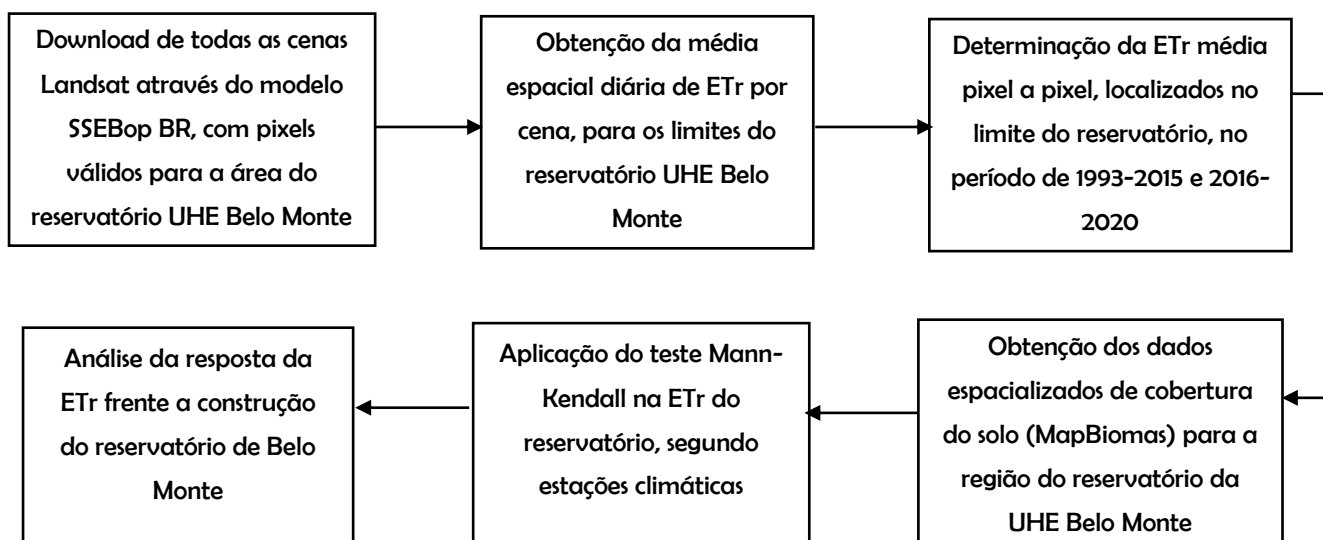 Download de todas as cenas
Landsat através do modelo
SSEBop BR, com pixels
válidos para a área do
reservatório UHE Belo Monte
Obtenção da média
espacial diária de ETr por
cena, para os limites do
reservatório UHE Belo
Monte
Determinação da ETr média
pixel a pixel, localizados no
limite do reservatório, no
período de 1993-2015 e 2016-
2020
Obtenção dos dados
espacializados de cobertura
do solo (MapBiomas) para a
região do reservatório da
UHE Belo Monte
Aplicação do teste Mann-
Kendall na ETr do
reservatório, segundo
estações climáticas
Análise da resposta da
ETr frente a construção
do reservatório de Belo
Monte